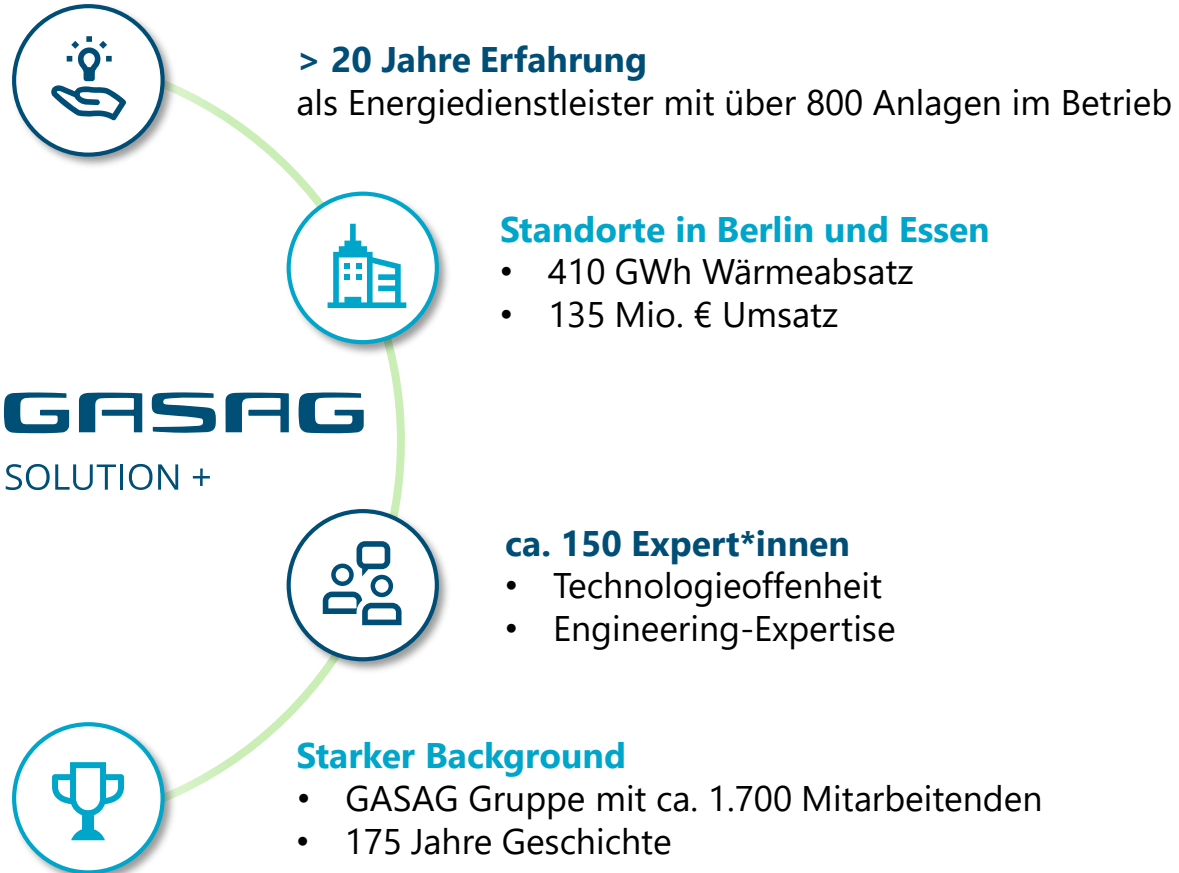 > 20 Jahre Erfahrung
als Energiedienstleister mit über 800 Anlagen im Betrieb
Standorte in Berlin und Essen
• 410 GWh Wärmeabsatz
• 135 Mio. € Umsatz
GASAG
SOLUTION +
ca. 150 Expert*innen
• Technologieoffenheit
• Engineering-Expertise
Starker Background
• GASAG Gruppe mit ca. 1.700 Mitarbeitenden
• 175 Jahre Geschichte